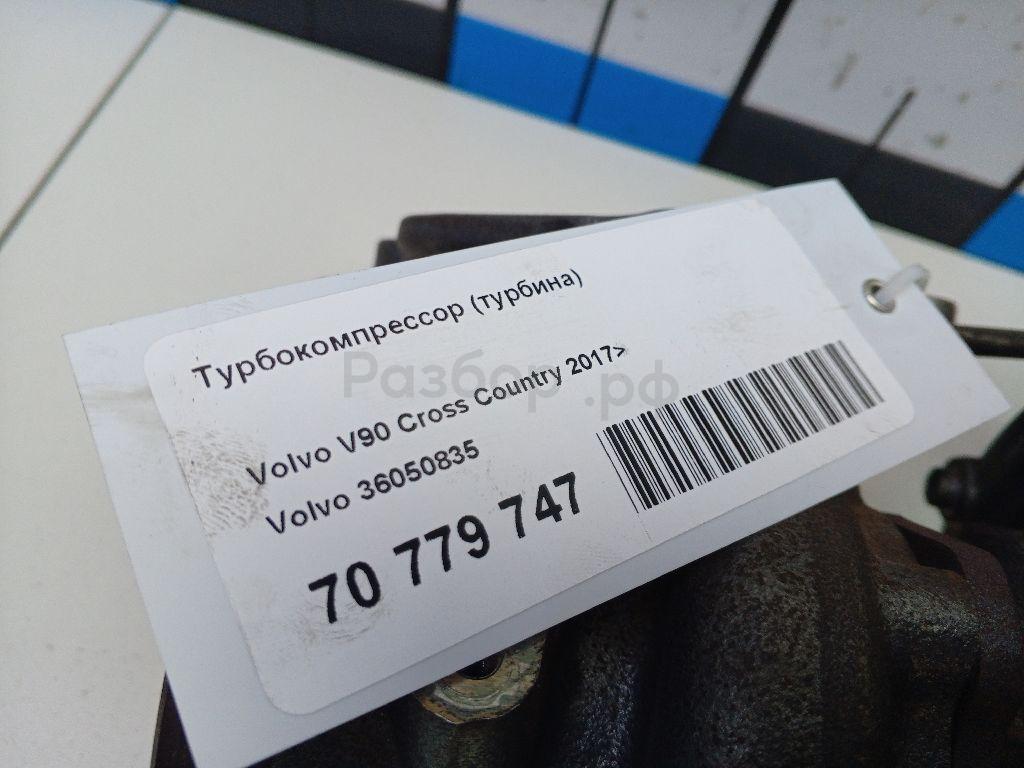 Турбокомпрессор (турбина)
Разбор.рф
Volvo V90 Cross Country 2017>
Volvo 36050835
70 779 747